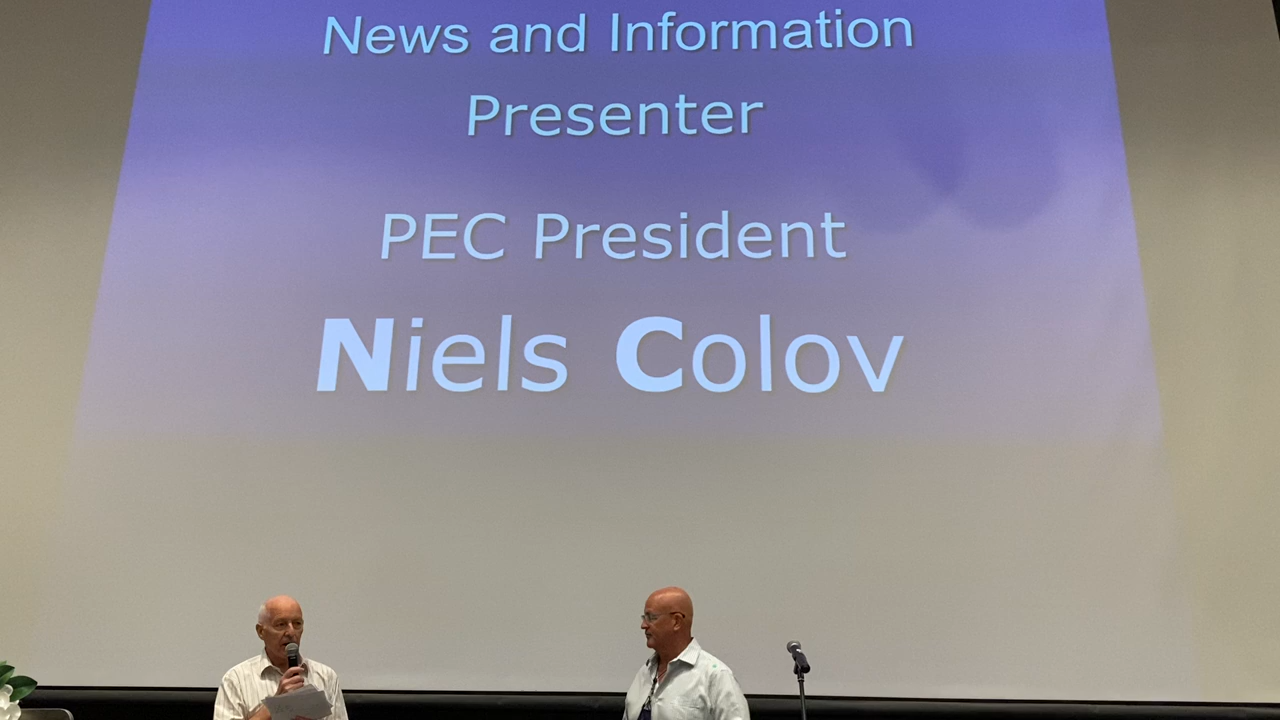 News and Information
Presenter
PEC President
Niels Colov